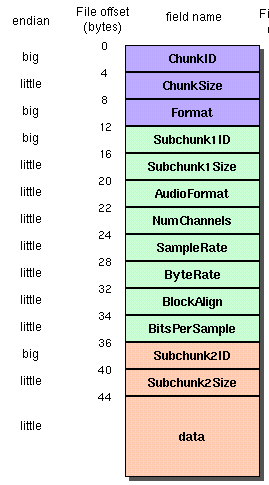 endian
File offset
(bytes)
field name
Fi
0
big
ChunkID
4
little
ChunkSize
8
big
Format
12
big
Subchunk1ID
16
little
Subchunk1Size
20
little
AudioFormat
22
little
NumChannels
24
little
SampleRate
28
little
ByteRate
32
little
BlockAlign
34
little
BitsPerSample
36
big
Subchunk2ID
40
little
Subchunk2Size
44
little
data